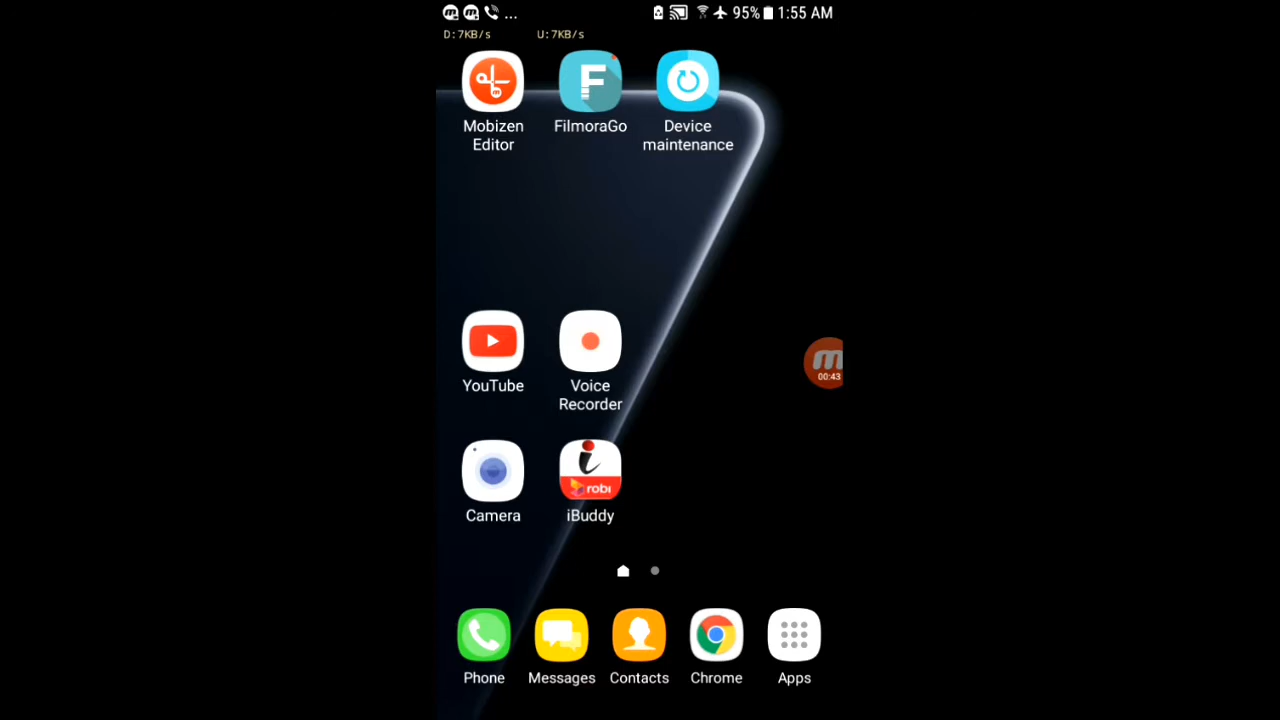 ... 95% 1:55 AM
D:7KB/s U:7KB/s
F
Mobizen Editor
FilmoraGo
Device maintenance
m
00:43
YouTube
Voice Recorder
i
robi
Camera
iBuddy
Phone
Messages
Contacts
Chrome
Apps